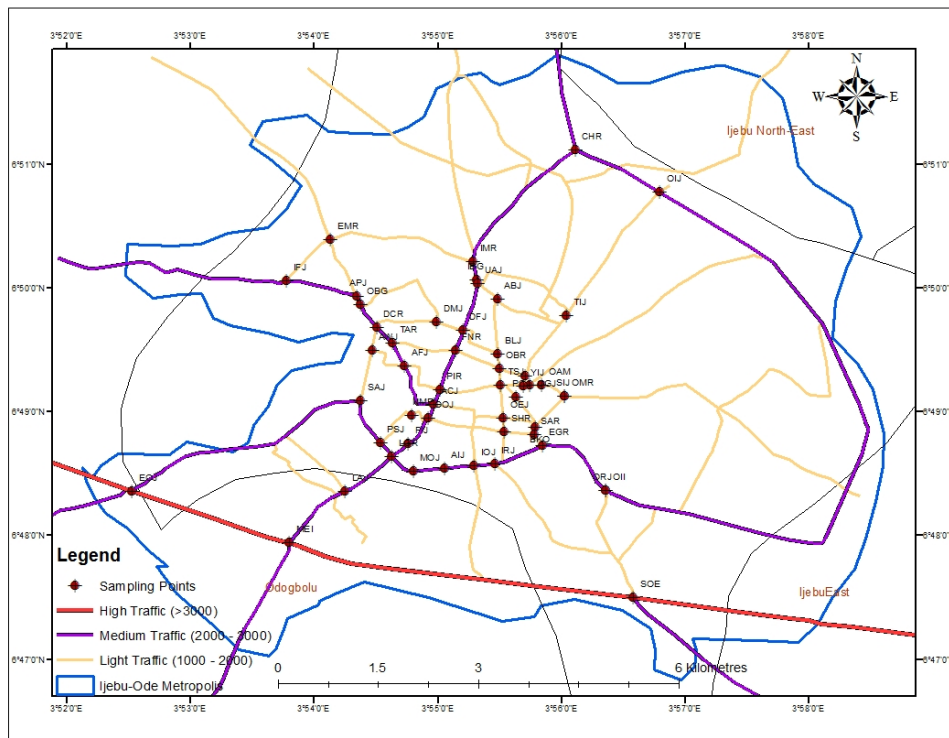 3°52'0"E 3°53'0"E 3°54'0"E 3°55'0"E 3°56'0"E 3°57'0"E 3°58'0"E
N
W E
S
Ijebu North-East
CHR
6°51'0"N 6°51'0"N
OIJ
EMR
IMR
IFJ
UAJ
6°50'0"N 6°50'0"N
APJ
OBG
ABJ
TIJ
DMJ
DCR
OFJ
TAR
FNR
BLJ
AFJ
OBR
TSJ
YIJ
OAM
PIR
SIJ
OMR
SAJ
ACJ
6°49'0"N 6°49'0"N
OEJ
SHR
SAR
PSJ
EGR
MOJ
AIJ
IOJ
IRJ
ORJ
OII
6°48'0"N 6°48'0"N
Legend
Sampling Points
Odogbolu
SOE
IjebuEast
High Traffic (>3000)
Medium Traffic (2000 - 3000)
6°47'0"N 6°47'0"N
Light Traffic (1000 - 2000)
0 1.5 3 6 Kilometres
Ijebu-Ode Metropolis
3°52'0"E 3°53'0"E 3°54'0"E 3°55'0"E 3°56'0"E 3°57'0"E 3°58'0"E